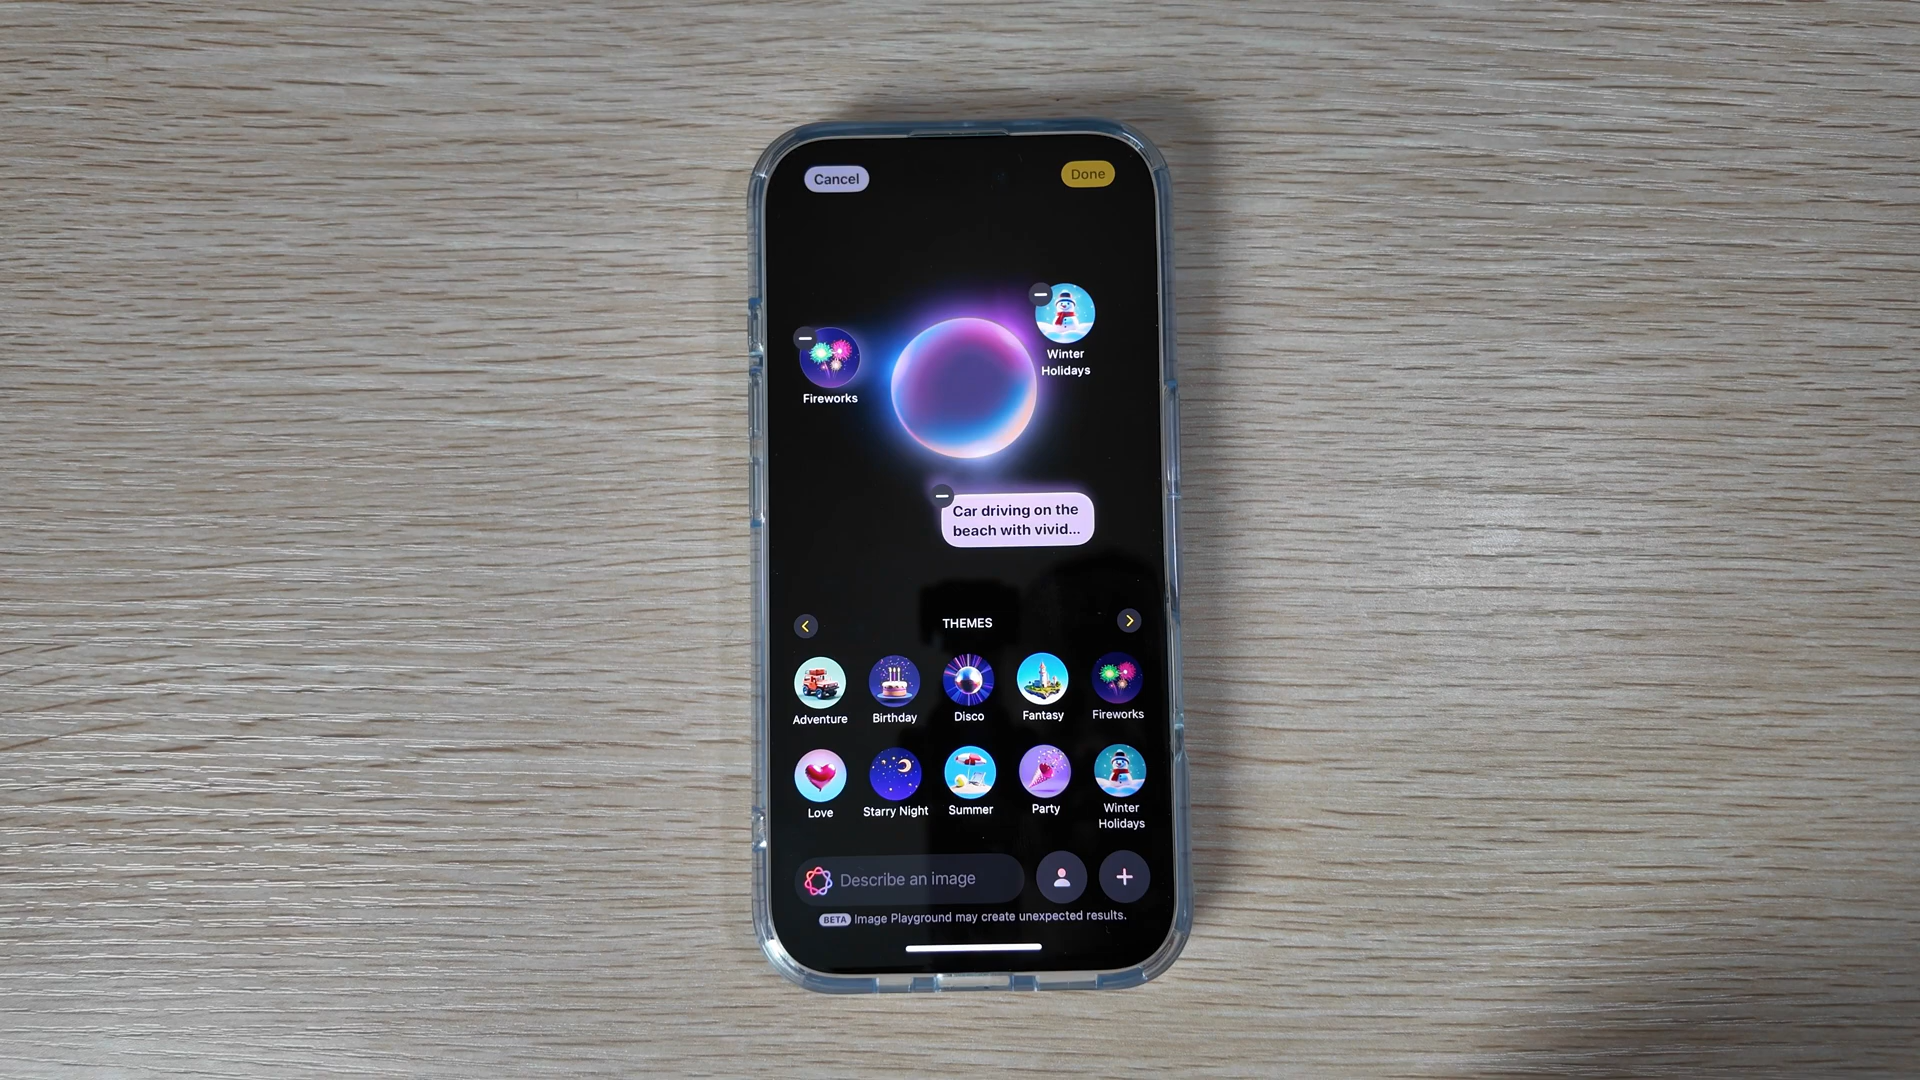 Cancel
Done
Winter
Holidays
Fireworks
Car driving on the
beach with vivid...
THEMES
Adventure
Birthday
Disco
Fantasy
Fireworks
Love
Starry Night
Summer
Party
Winter
Holidays
Describe an image
BETA Image Playground may create unexpected results.